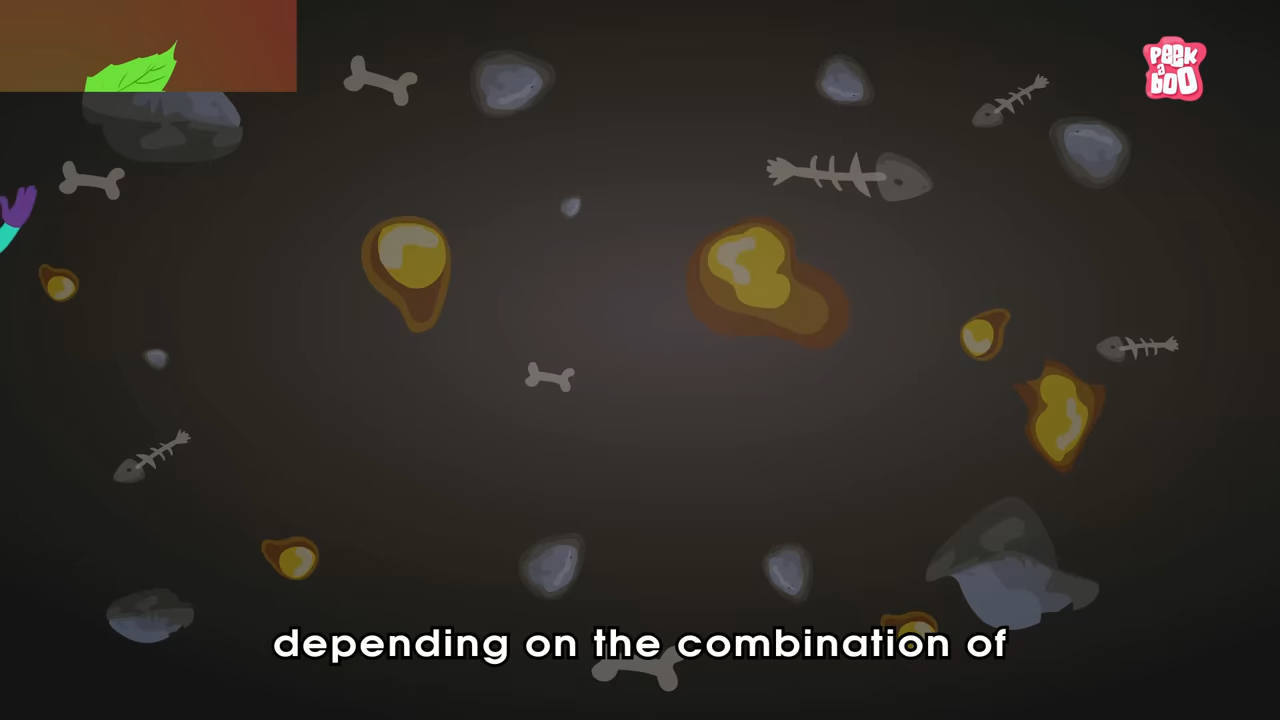 PEEK
a
BOO
depending on the combination of